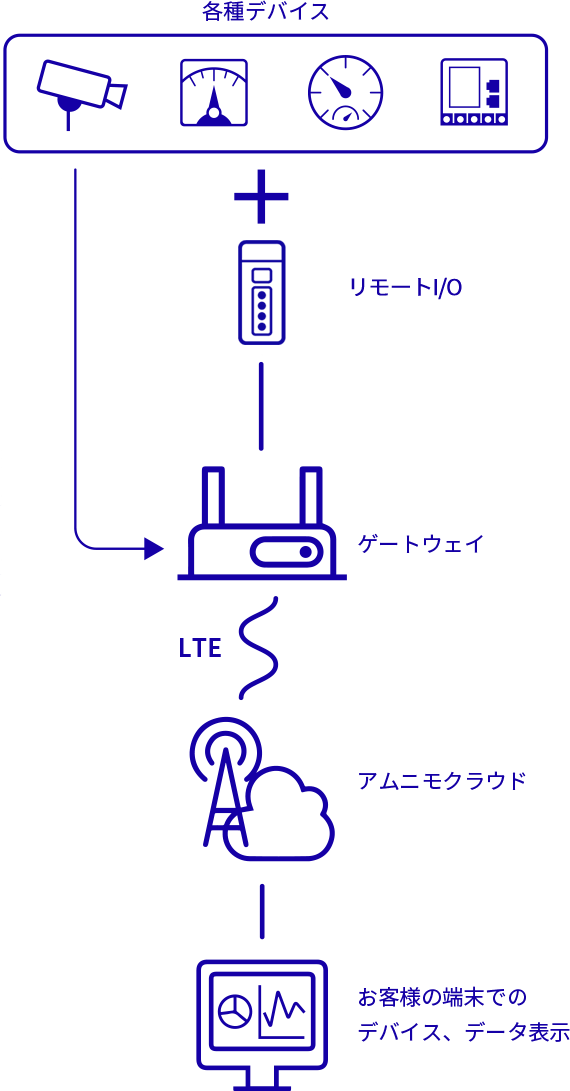 各種デバイス
リモートI/O
ゲートウェイ
LTE
アムニモクラウド
お客様の端末での
デバイス、データ表示